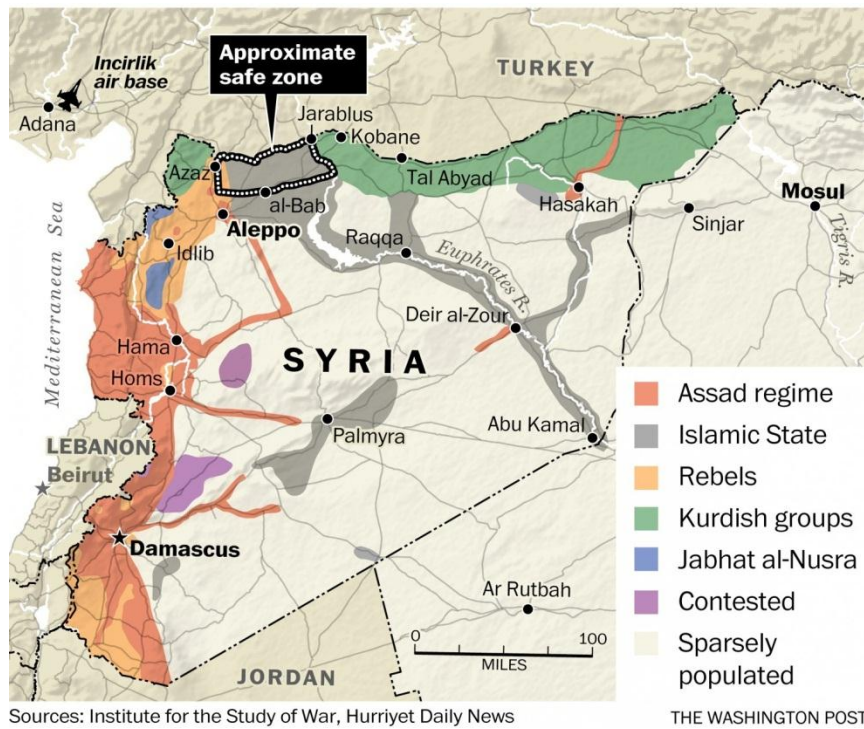 Incirlik
air base
Adana
Approximate
safe zone
TURKEY
Jarablus
Kobane
Azaz
al-Bab
Tal Abyad
Hasakah
Mosul
Sinjar
Tigris R.
Aleppo
Idlib
Raqqa
Euphrates R.
Mediterranean Sea
Deir al-Zour
Hama
SYRIA
Homs
Palmyra
Abu Kamal
LEBANON
Beirut
Damascus
Ar Rutbah
0 100
MILES
JORDAN
Assad regime
Islamic State
Rebels
Kurdish groups
Jabhat al-Nusra
Contested
Sparsely
populated
Sources: Institute for the Study of War, Hurriyet Daily News
THE WASHINGTON POST